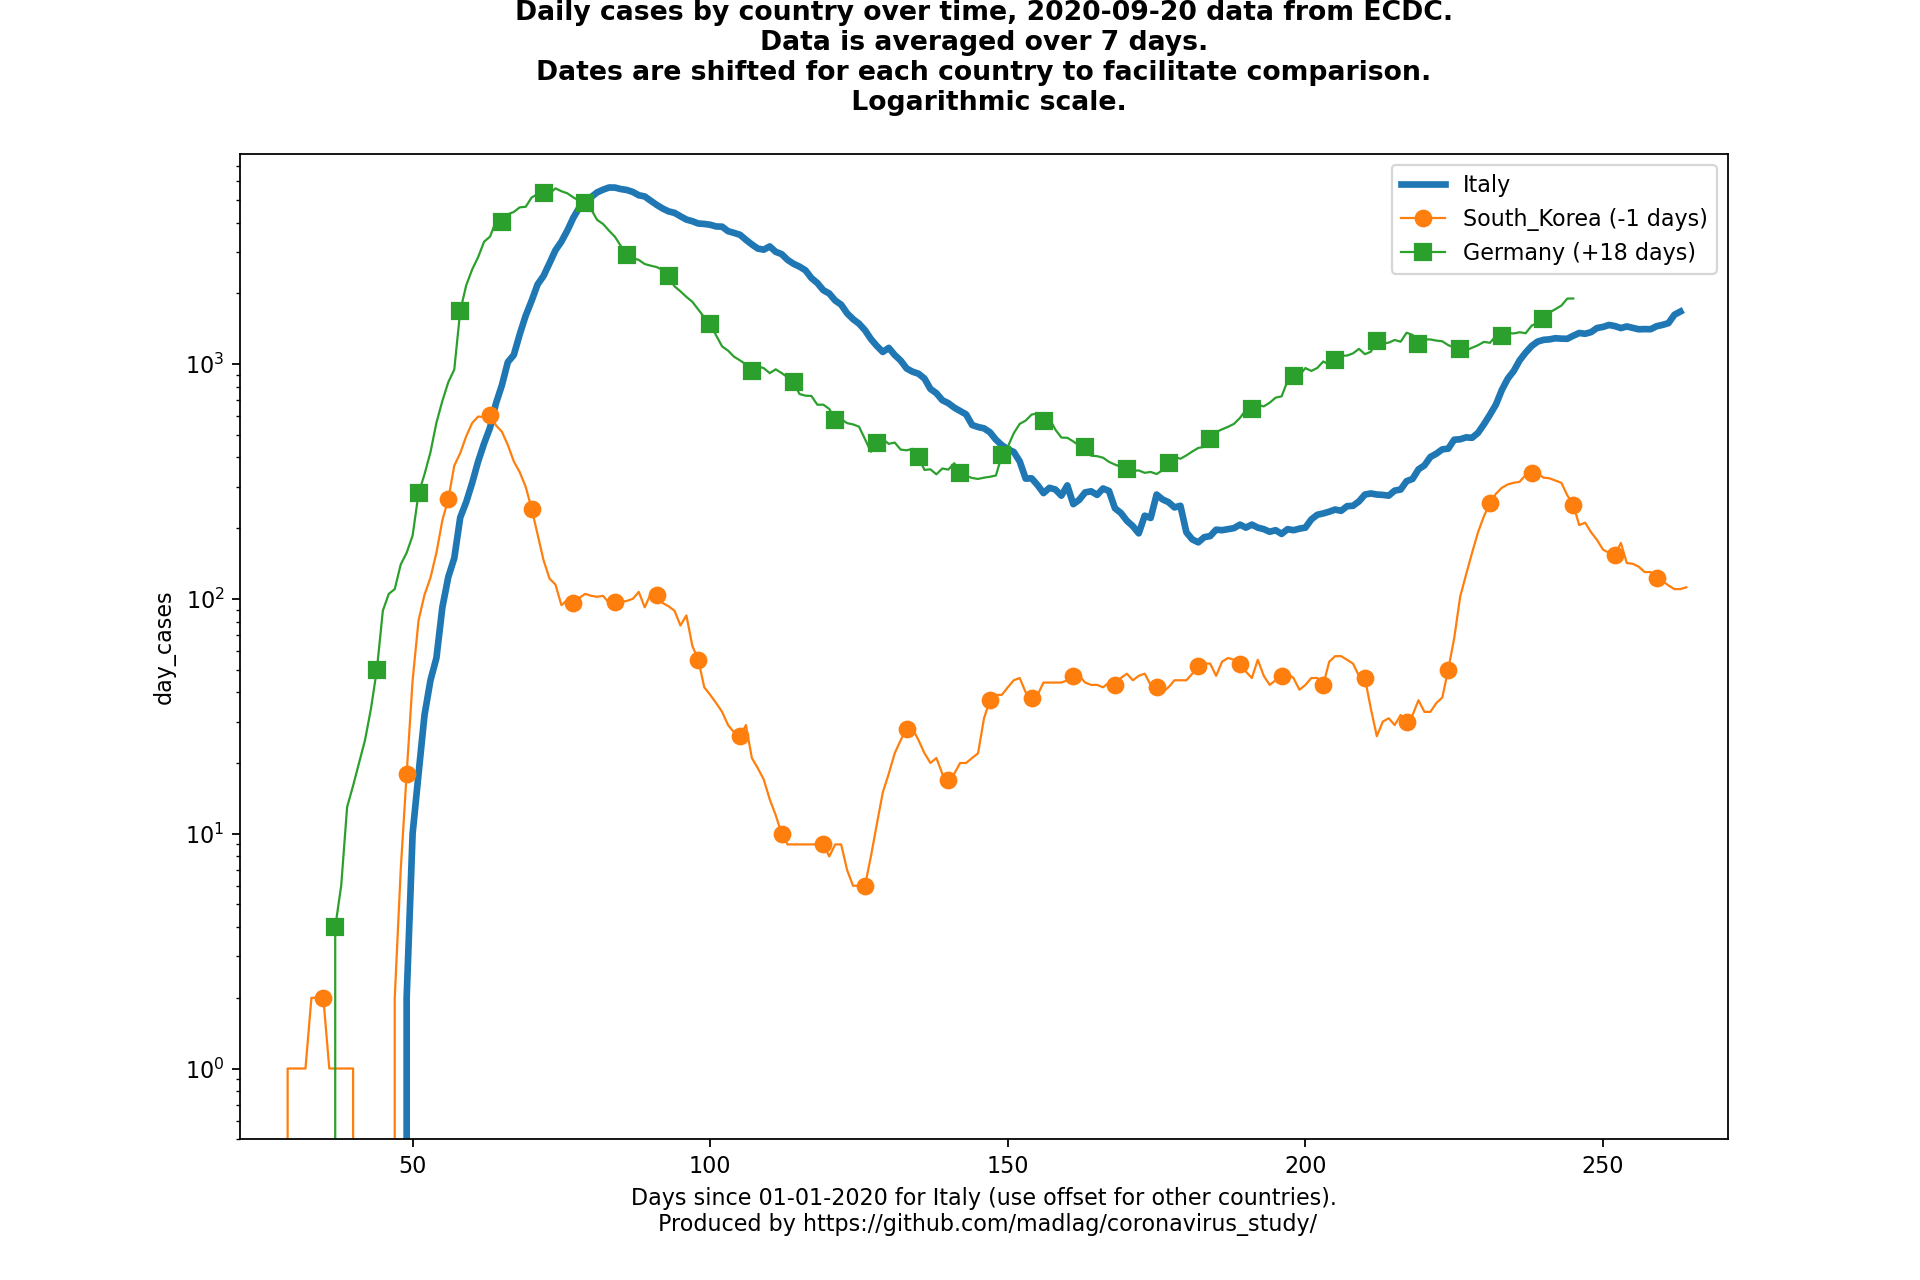 Daily cases by country over time, 2020-09-20 data from ECDC.
Data is averaged over 7 days.
Dates are shifted for each country to facilitate comparison.
Logarithmic scale.
Italy
South_Korea (-1 days)
Germany (+18 days)
10³
10²
10¹
10⁰
day_cases
50 100 150 200 250
Days since 01-01-2020 for Italy (use offset for other countries).
Produced by https://github.com/madlag/coronavirus_study/